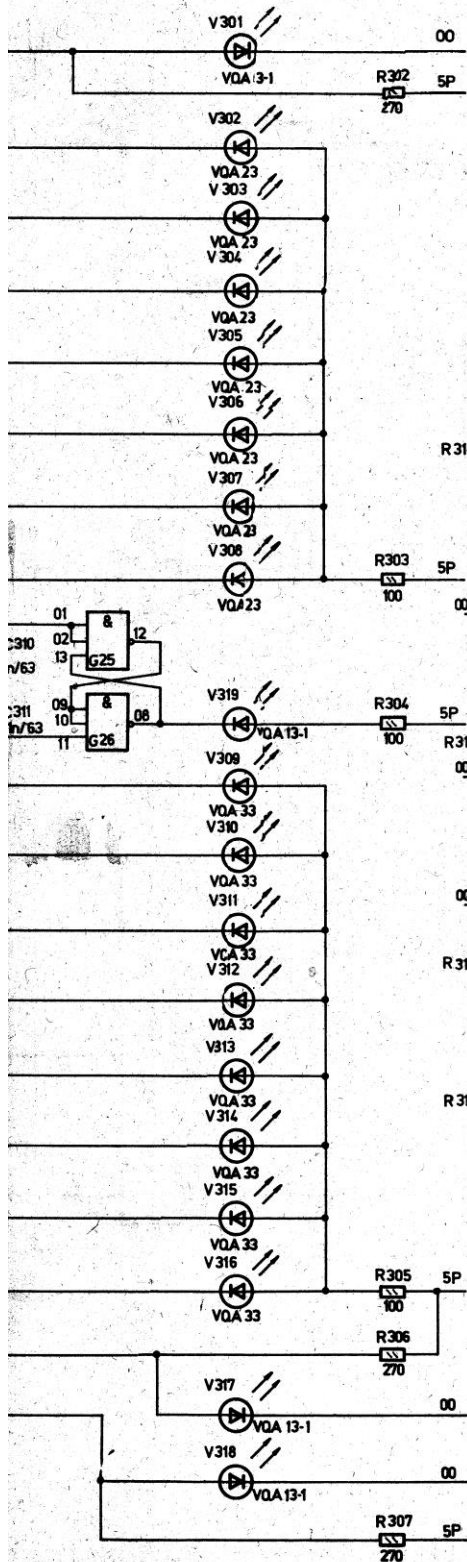 V301
00
VQA 13-1
R302
5P
270
V302
VQA 23
V303
VQA 23
V304
VQA 23
V305
VQA 23
V306
VQA 23
V307
VQA 23
V308
R303
5P
VQA 23
100
01
&
02
12
C310
13
G25
n/63
&
C311
09
08
10
n/63
11
G26
V319
R304
5P
VQA 13-1
100
R31
V309
VQA 33
V310
VQA 33
V311
VQA 33
V312
R31
VQA 33
V313
VQA 33
V314
R31
VQA 33
V315
VQA 33
V316
R305
5P
VQA 33
100
R306
270
V317
00
VQA 13-1
V318
00
VQA 13-1
R307
5P
270